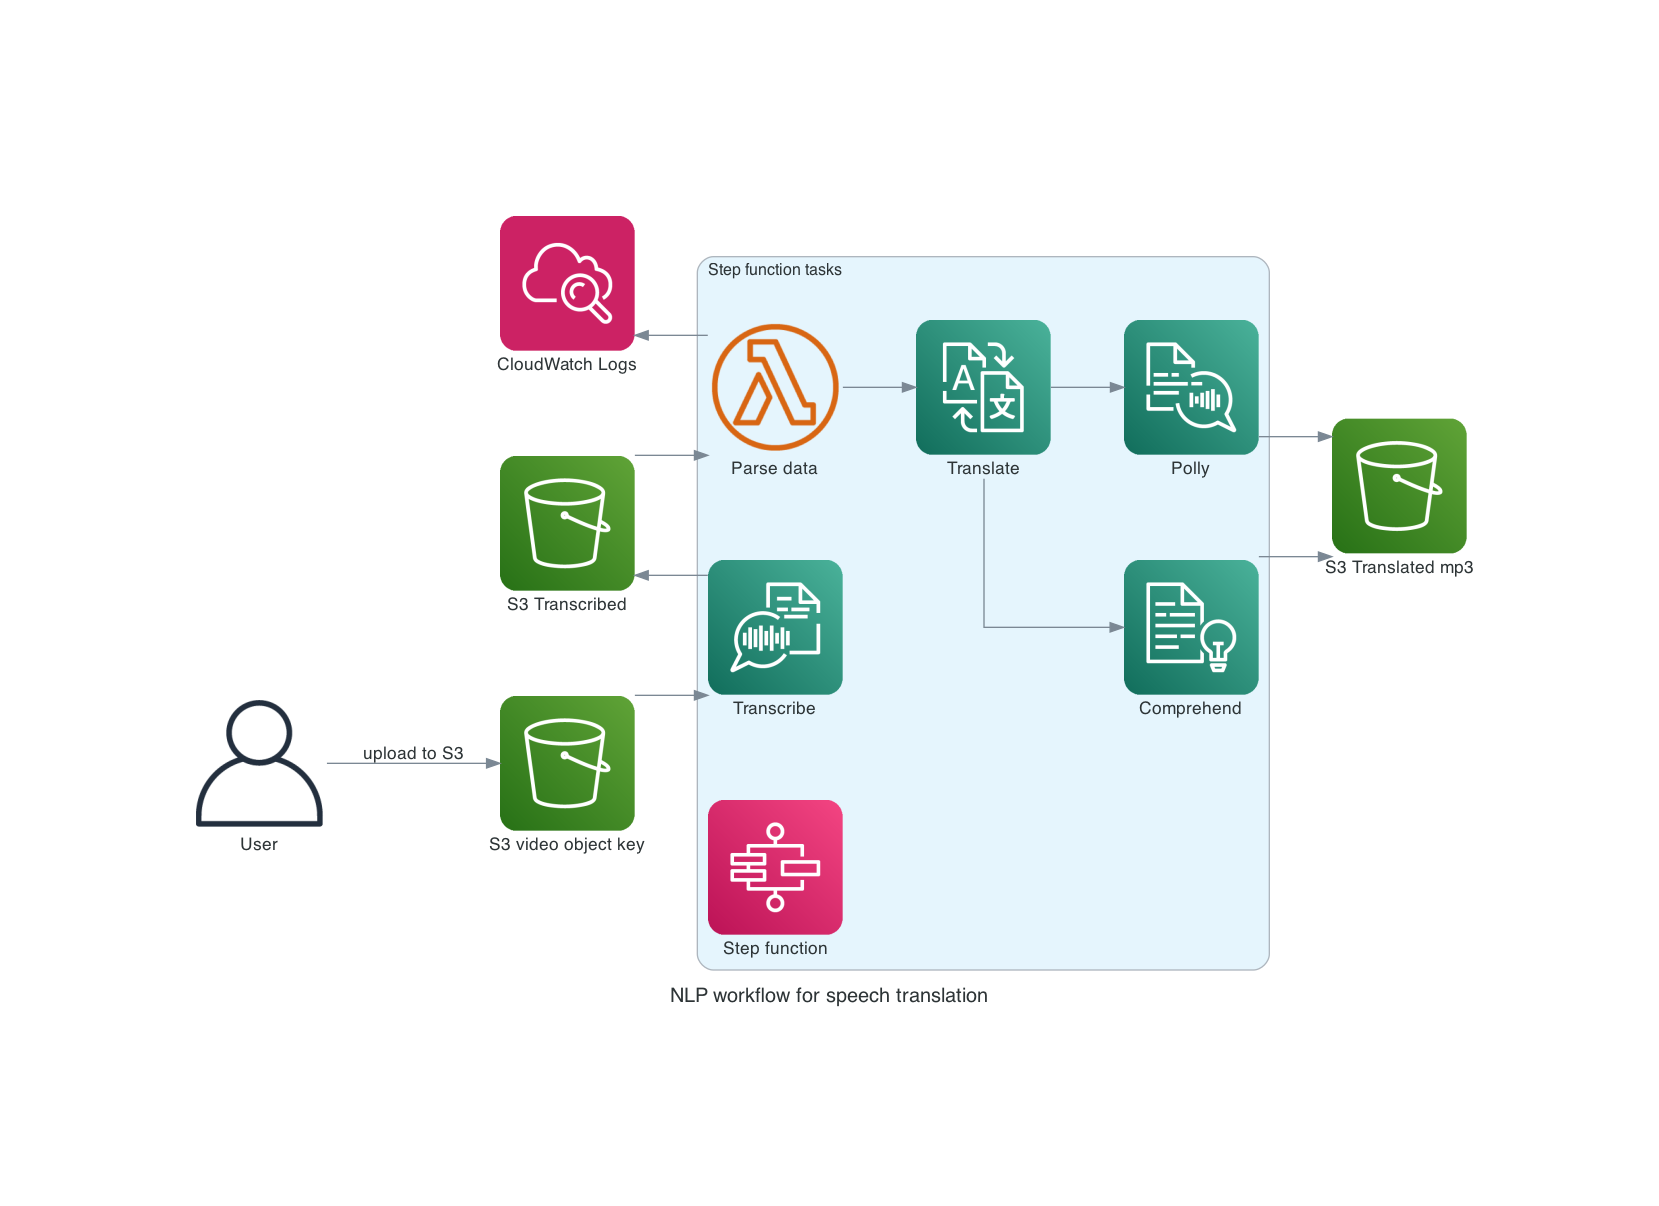 CloudWatch Logs
Step function tasks
Parse data
Translate
Polly
S3 Transcribed
S3 Translated mp3
Transcribe
Comprehend
upload to S3
User
S3 video object key
Step function
NLP workflow for speech translation
A
文